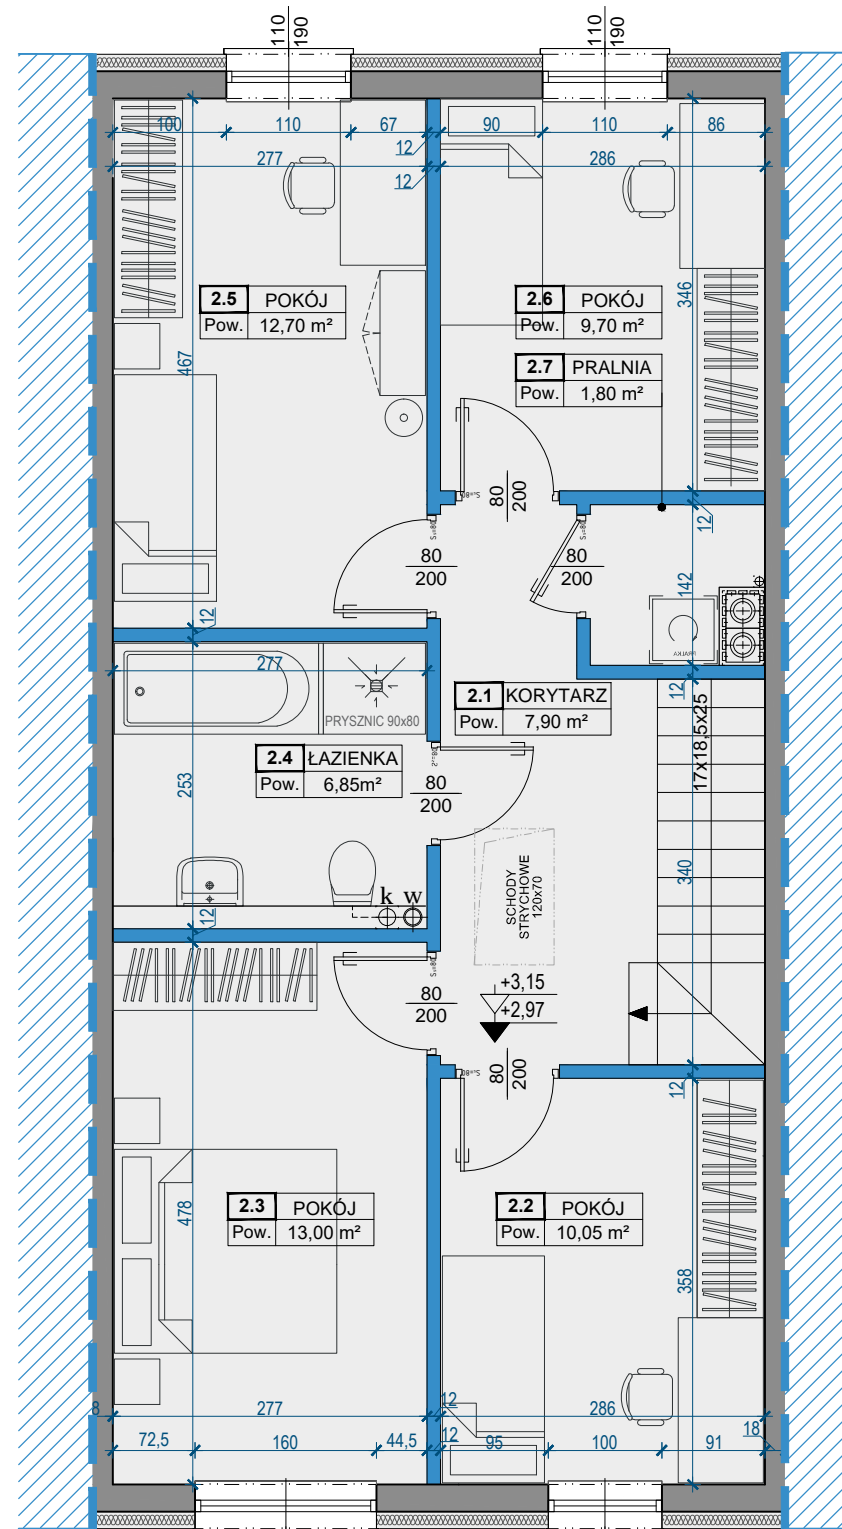 110
190
110
190
100
110
67
12
90
110
86
277
12
286
2.5 POKÓJ
Pow. 12,70 m²
2.6 POKÓJ
Pow. 9,70 m²
346
467
2.7 PRALNIA
Pow. 1,80 m²
80
200
12
80
200
80
200
142
12
PRALKA
277
PRYSZNIC 90x80
2.1 KORYTARZ
Pow. 7,90 m²
12
17x18,5x25
2.4 ŁAZIENKA
Pow. 6,85m²
253
80
200
SCHODY
STRYCHOWE
120x70
340
k w
12
+3,15
+2,97
80
200
80
200
12
2.3 POKÓJ
Pow. 13,00 m²
2.2 POKÓJ
Pow. 10,05 m²
478
358
8
277
12
286
72,5
160
44,5
12
95
100
91
18